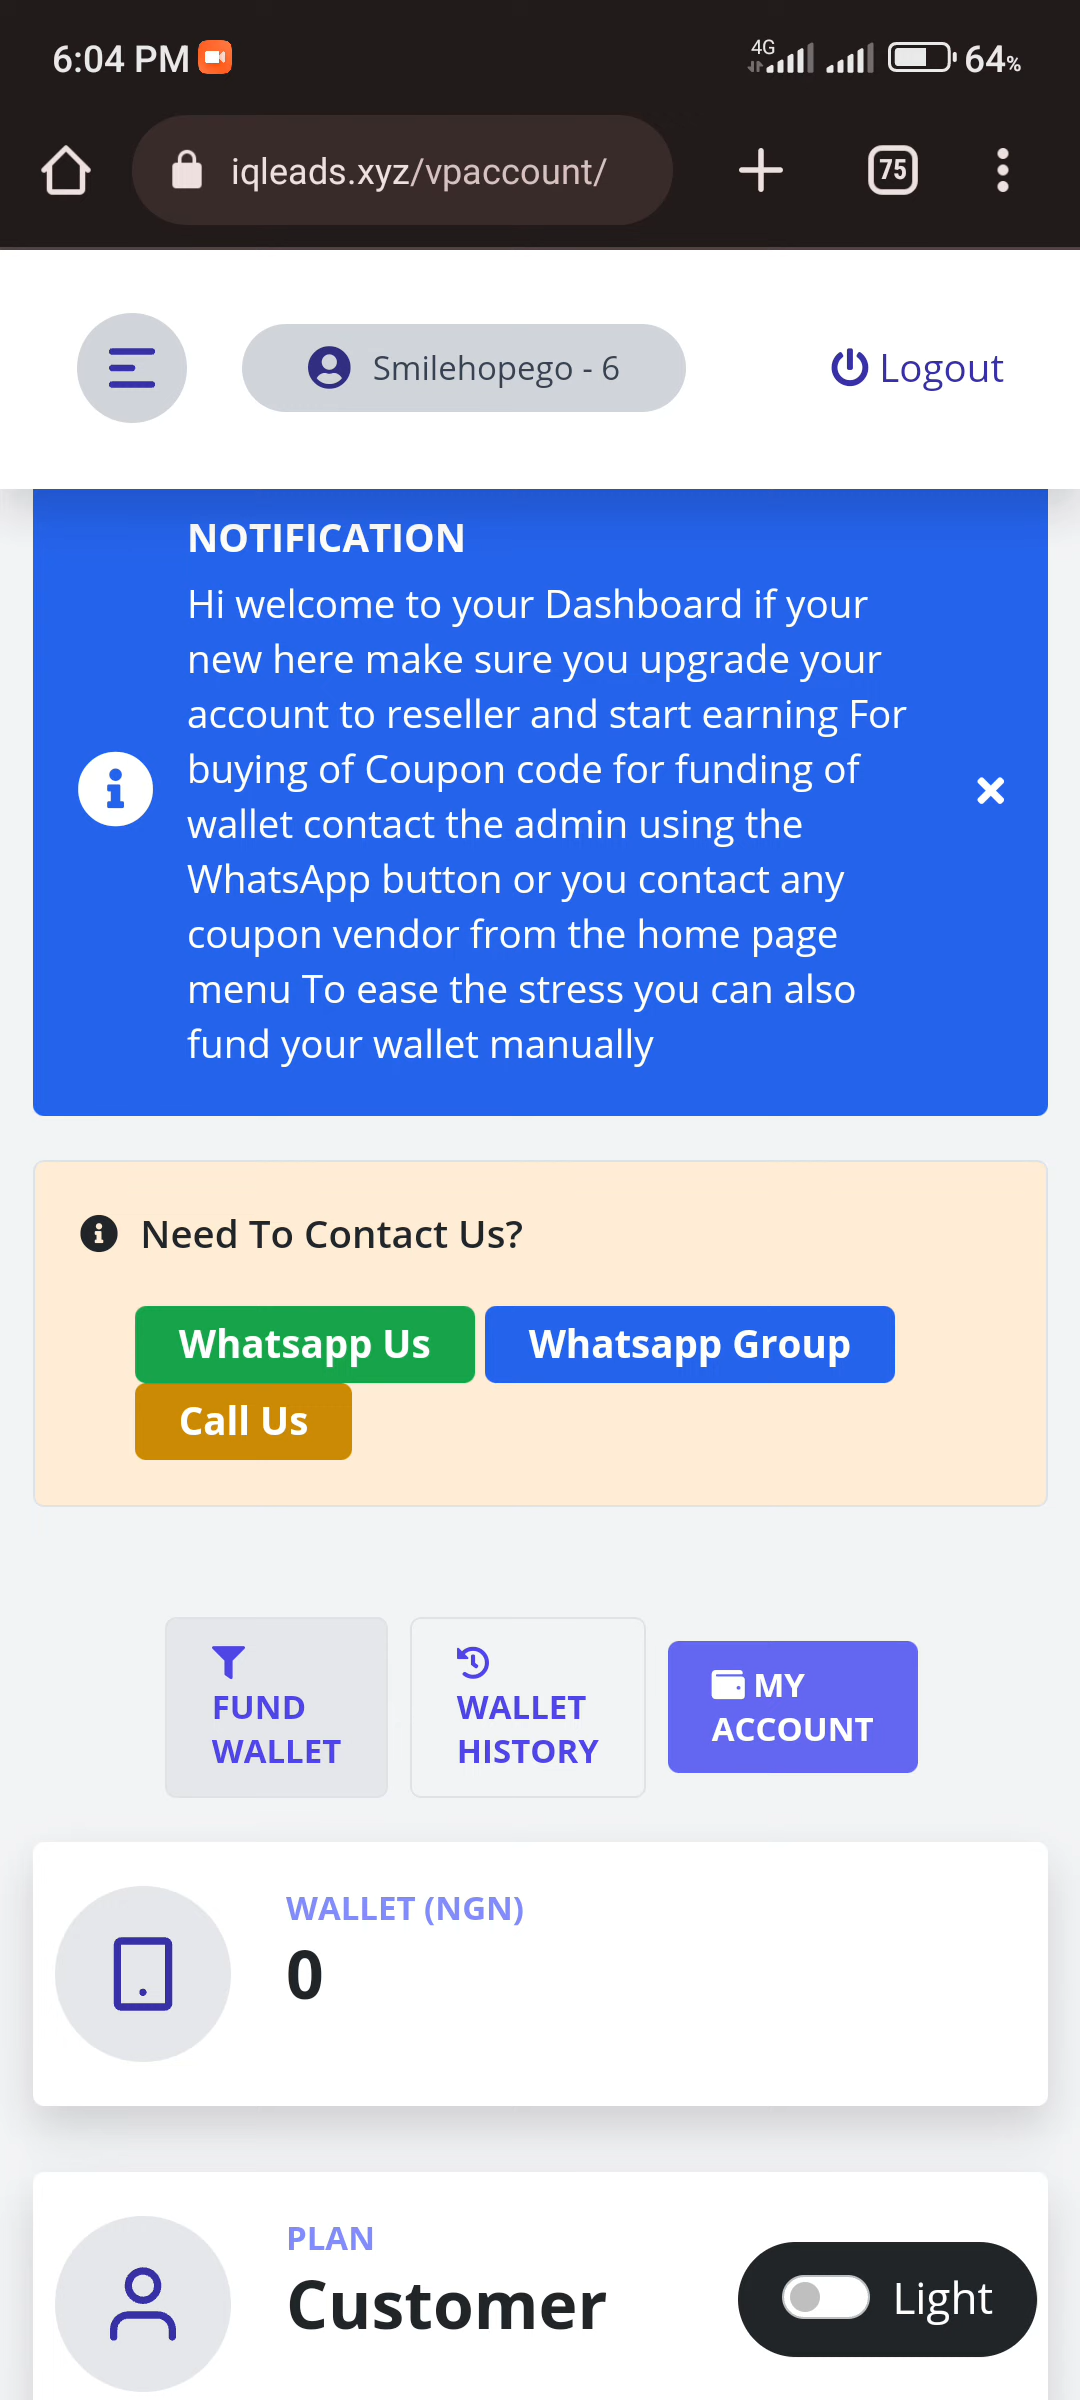 6:04 PM
4G
64%
iqleads.xyz/vpaccount/
75
Smilehopego - 6
Logout
NOTIFICATION
Hi welcome to your Dashboard if your
new here make sure you upgrade your
account to reseller and start earning For
buying of Coupon code for funding of
wallet contact the admin using the
WhatsApp button or you contact any
coupon vendor from the home page
menu To ease the stress you can also
fund your wallet manually
Need To Contact Us?
Whatsapp Us
Whatsapp Group
Call Us
FUND
WALLET
WALLET
HISTORY
MY
ACCOUNT
WALLET (NGN)
0
PLAN
Customer
Light